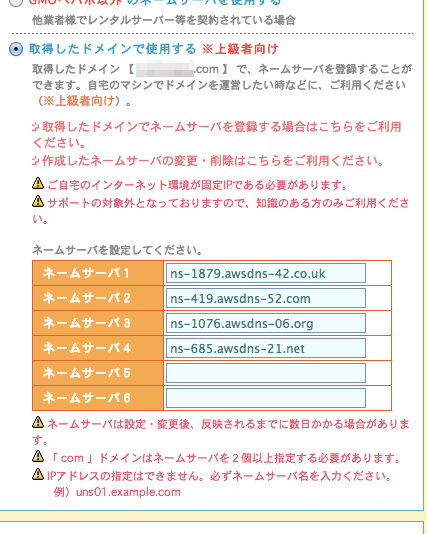 GMOペパボ以外 のネームサーバを使用する
他業者様でレンタルサーバー等を契約されている場合
取得したドメインで使用する ※上級者向け
取得したドメイン 【 .com 】 で、ネームサーバを登録することが
できます。自宅のマシンでドメインを運営したい時などに、ご利用ください
（※上級者向け）。
取得したドメインでネームサーバを登録する場合はこちらをご利用
ください。
作成したネームサーバの変更・削除はこちらをご利用ください。
ご自宅のインターネット環境が固定IPである必要があります。
サポートの対象外となっておりますので、知識のある方のみご利用くださ
い。
ネームサーバを設定してください。
ネームサーバ 1 ns-1879.awsdns-42.co.uk
ネームサーバ 2 ns-419.awsdns-52.com
ネームサーバ 3 ns-1076.awsdns-06.org
ネームサーバ 4 ns-685.awsdns-21.net
ネームサーバ 5
ネームサーバ 6
ネームサーバは設定・変更後、反映されるまでに数日かかる場合がありま
す。
「 com 」ドメインはネームサーバを２個以上指定する必要があります。
IPアドレスの指定はできません。必ずネームサーバ名を入力ください。
例）uns01.example.com